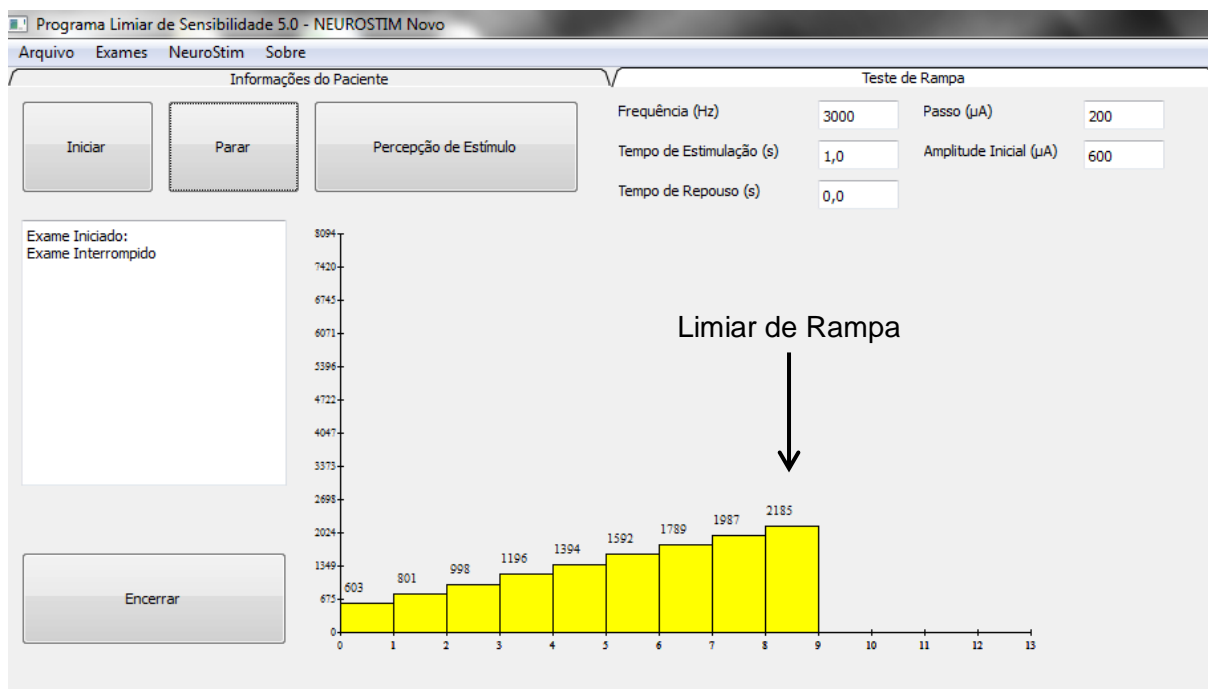 Programa Limiar de Sensibilidade 5.0 - NEUROSTIM Novo
Arquivo Exames NeuroStim Sobre
Informações do Paciente
Teste de Rampa
Iniciar
Parar
Percepção de Estímulo
Frequência (Hz) 3000 Passo (µA) 200
Tempo de Estimulação (s) 1,0 Amplitude Inicial (µA) 600
Tempo de Repouso (s) 0,0
Exame Iniciado:
Exame Interrompido
Encerrar
8094
7420
6745
6071
5396
4722
4047
3373
2698
2024
1349
675
0
Limiar de Rampa
603 801 998 1196 1394 1592 1789 1987 2185
0 1 2 3 4 5 6 7 8 9 10 11 12 13